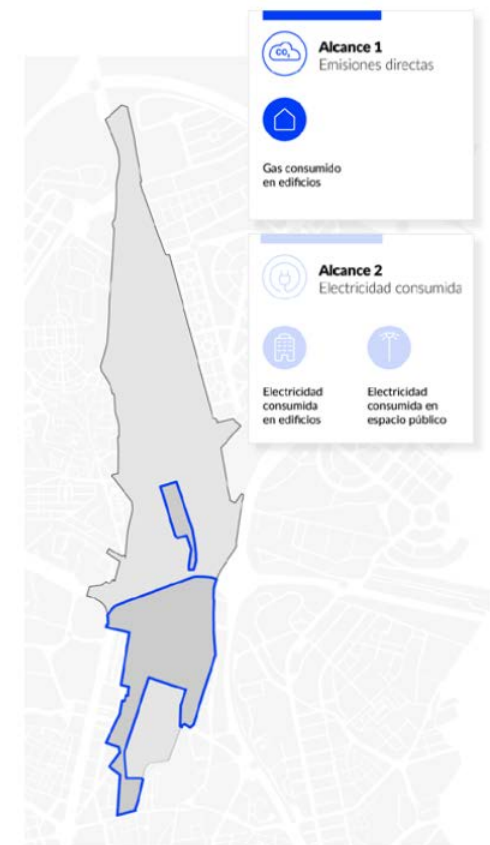 CO₂
Alcance 1
Emisiones directas
Gas consumido
en edificios
Alcance 2
Electricidad consumida
Electricidad
consumida
en edificios
Electricidad
consumida en
espacio público